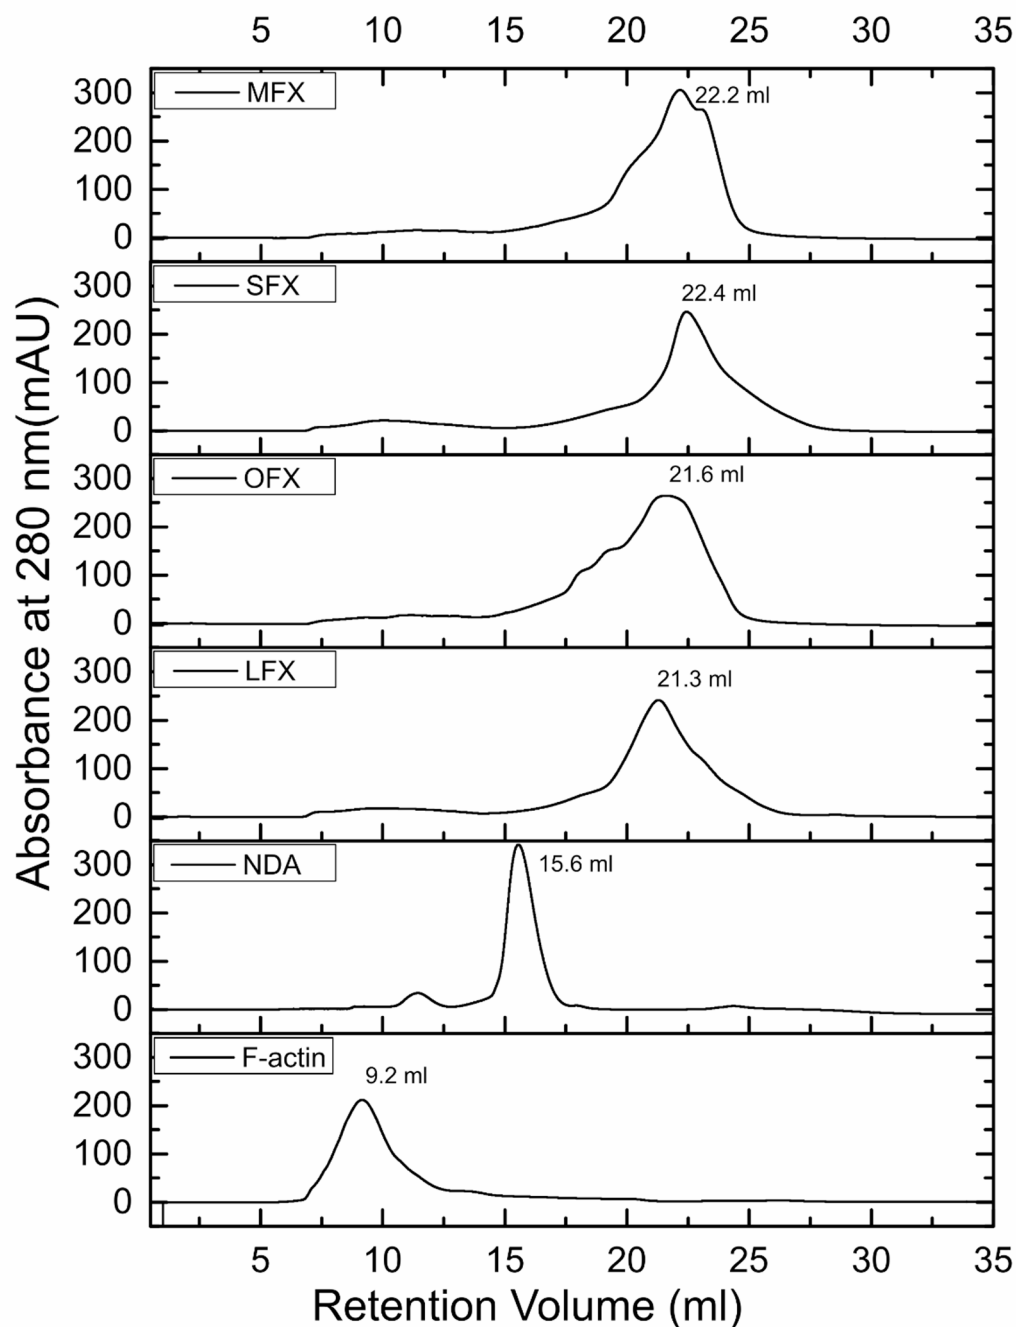 5 10 15 20 25 30 35
Absorbance at 280 nm(mAU)
MFX
22.2 ml
300
200
100
0
SFX
22.4 ml
300
200
100
0
OFX
21.6 ml
300
200
100
0
LFX
21.3 ml
300
200
100
0
NDA
15.6 ml
300
200
100
0
F-actin
9.2 ml
300
200
100
0
5 10 15 20 25 30 35
Retention Volume (ml)